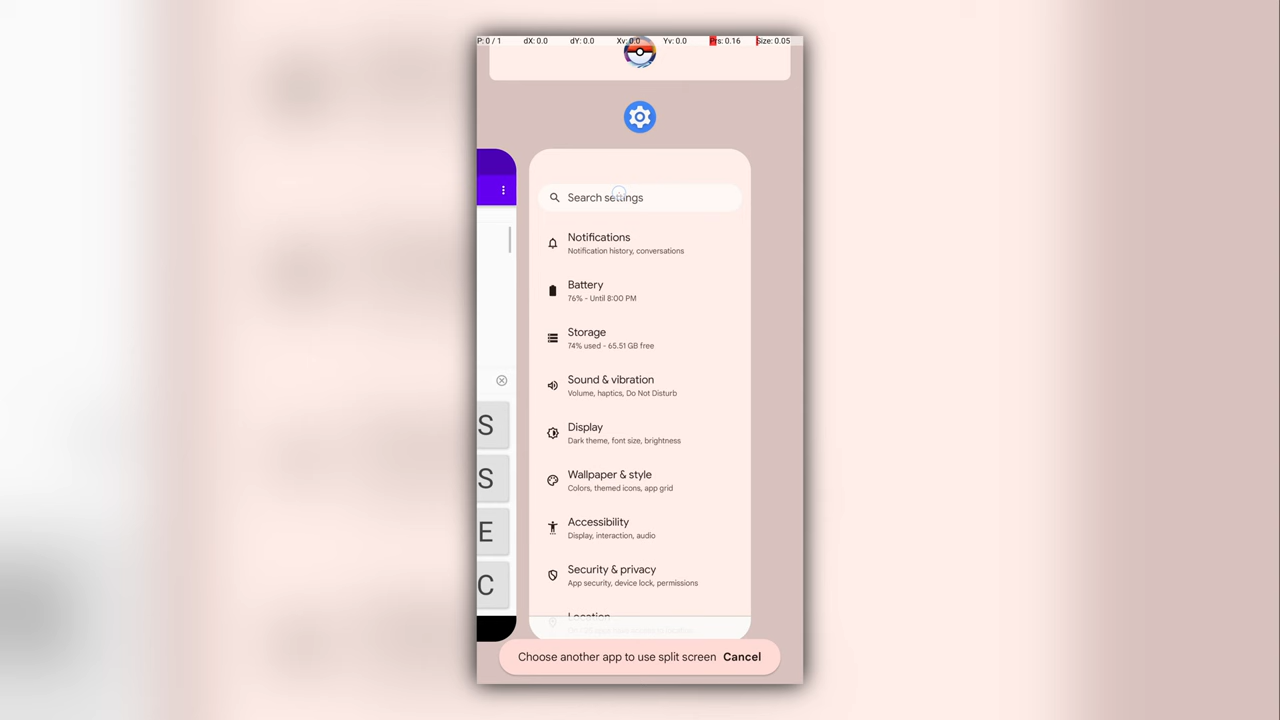 P: 0 / 1 dX: 0.0 dY: 0.0 Xv: 0.0 Yv: 0.0 Prs: 0.16 Size: 0.05
Search settings
Notifications
Notification history, conversations
Battery
76% - Until 8:00 PM
Storage
74% used - 65.51 GB free
Sound & vibration
Volume, haptics, Do Not Disturb
S
Display
Dark theme, font size, brightness
S
Wallpaper & style
Colors, themed icons, app grid
E
Accessibility
Display, interaction, audio
C
Security & privacy
App security, device lock, permissions
Location
Choose another app to use split screen Cancel